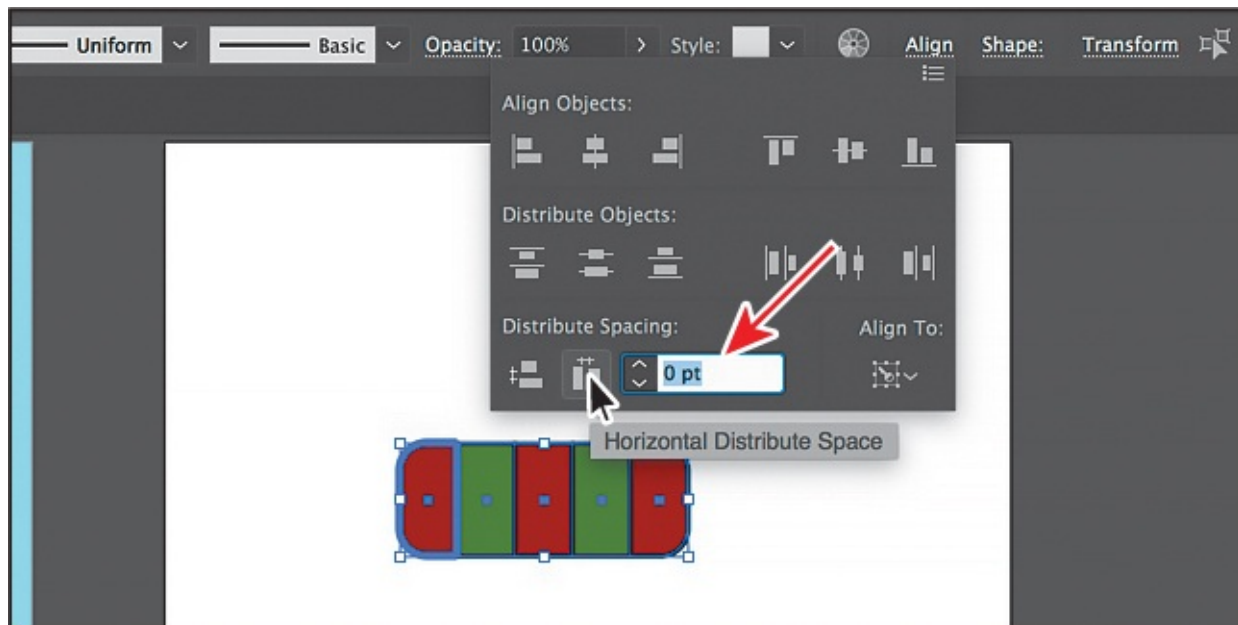 Uniform Basic Opacity: 100% Style: Align Shape: Transform
Align Objects:
Distribute Objects:
Distribute Spacing: Align To:
0 pt
Horizontal Distribute Space